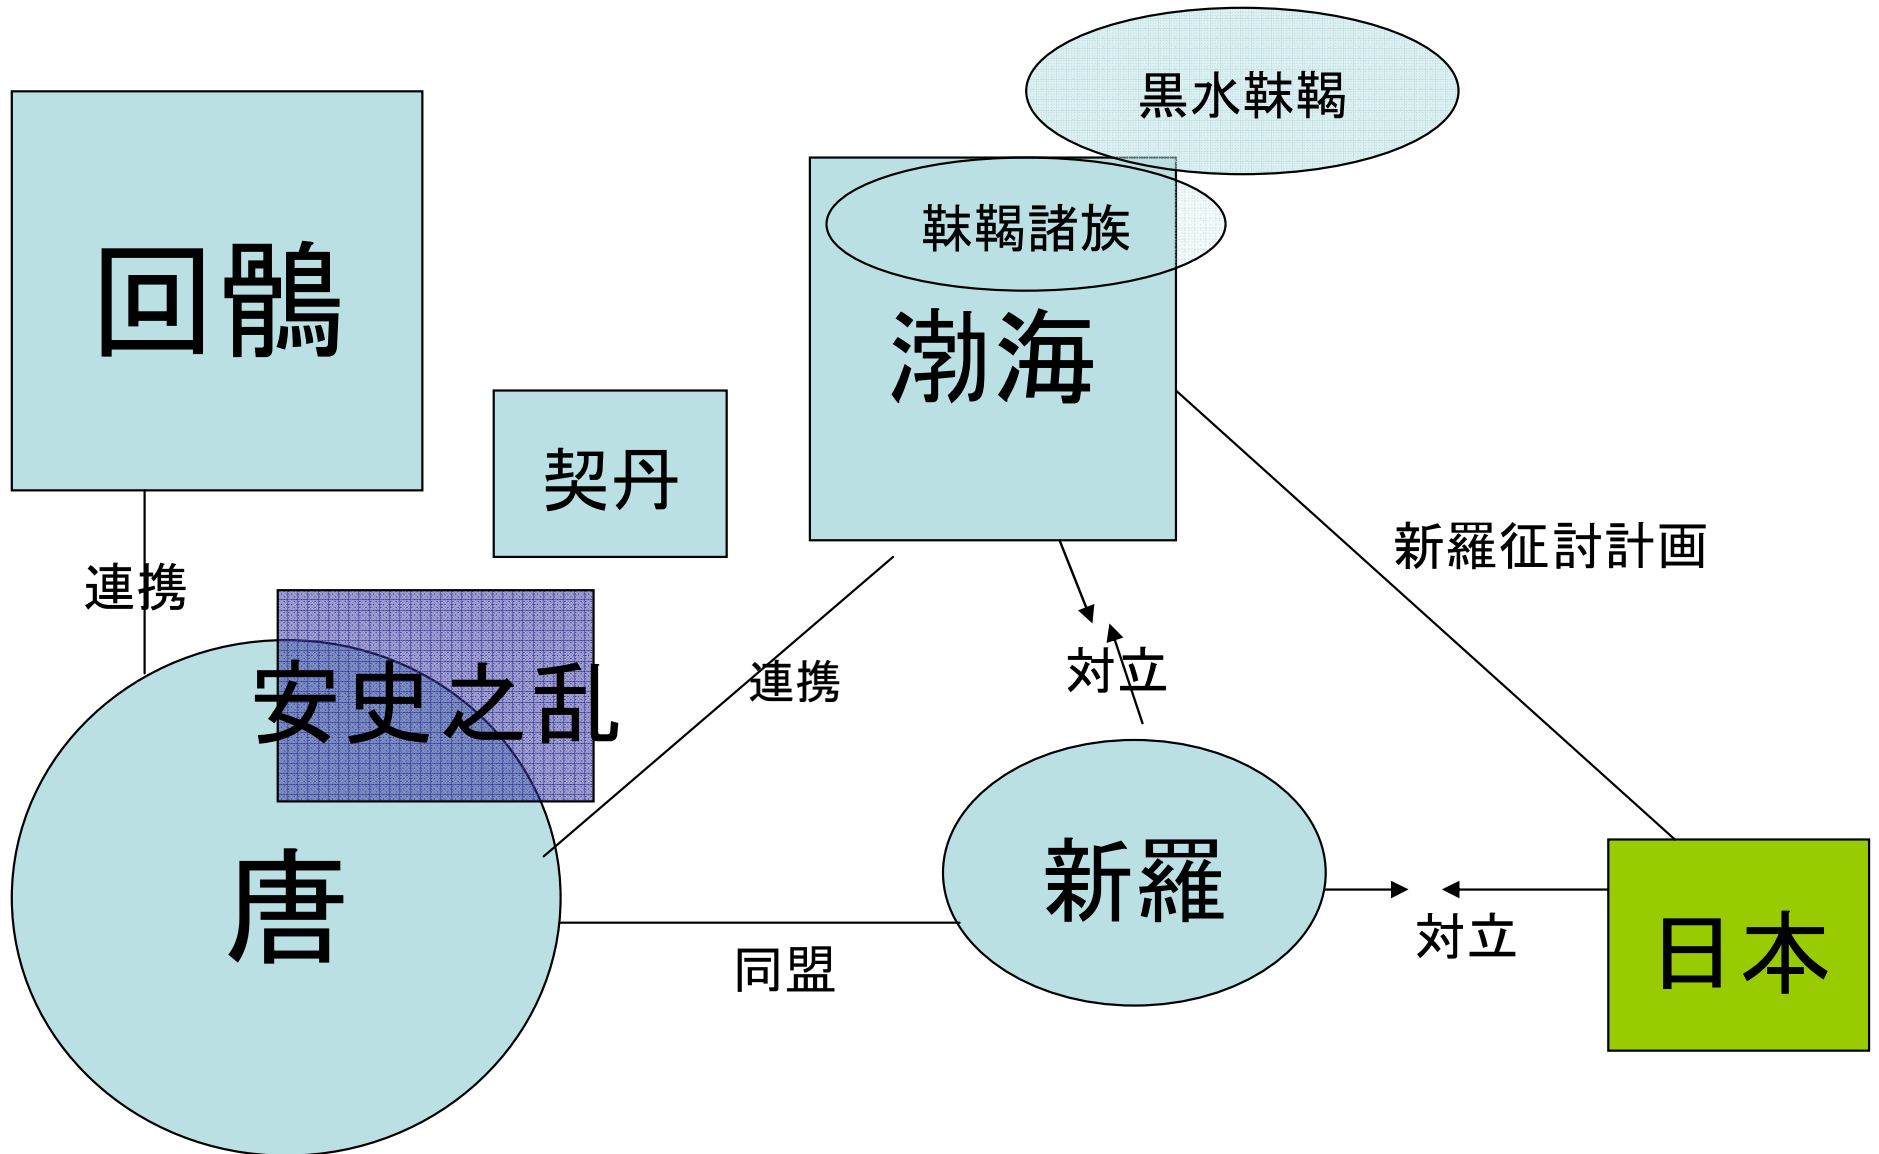 黒水靺鞨
靺鞨諸族
回鶻
渤海
契丹
新羅征討計画
連携
対立
連携
安史之乱
新羅
唐
対立
日本
同盟